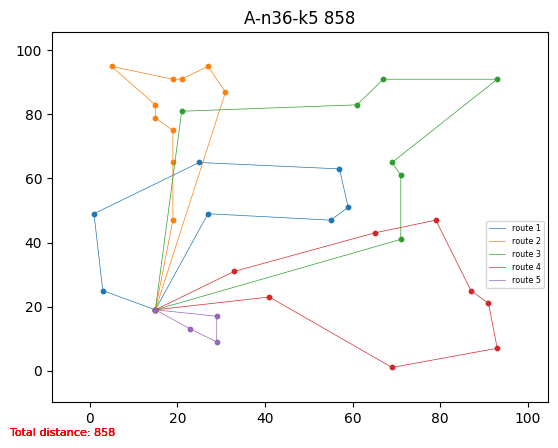 A-n36-k5 858
100
80
60
40
20
0
0 20 40 60 80 100
route 1
route 2
route 3
route 4
route 5
Total distance: 858